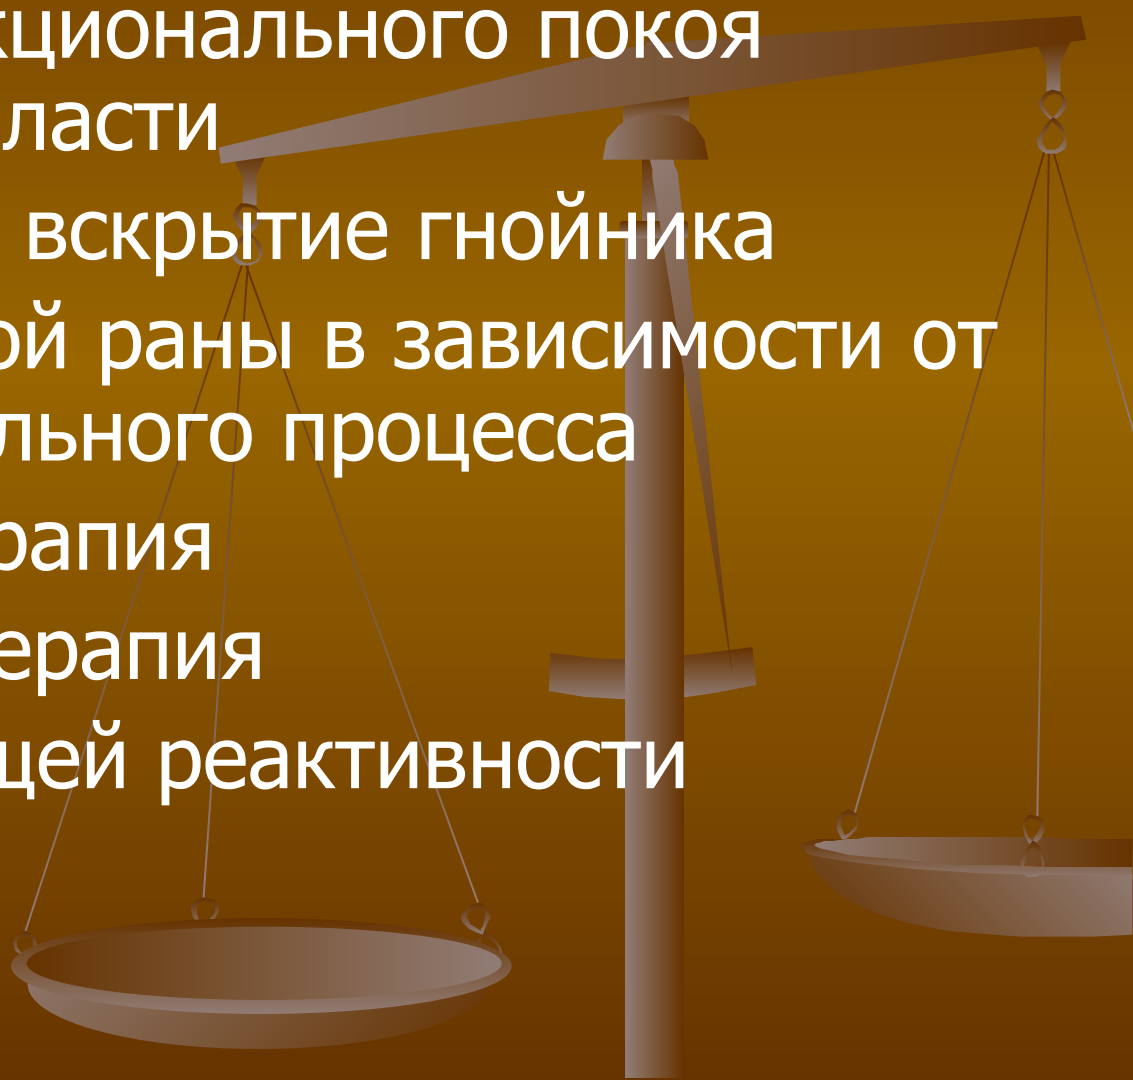 кционального покоя
ласти
вскрытие гнойника
ой раны в зависимости от
льного процесса
рапия
ерапия
щей реактивности